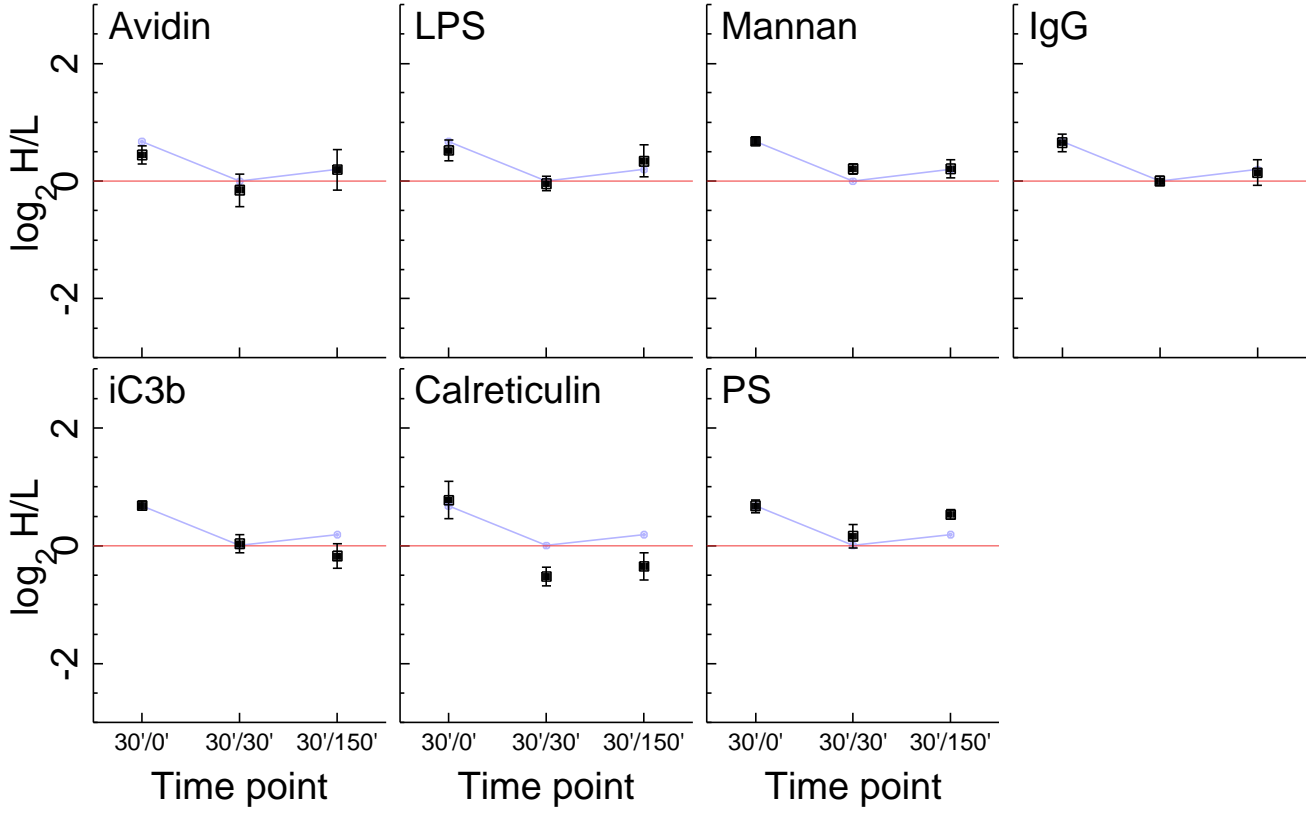 Avidin LPS Mannan IgG
2
0
-2
log2 H/L
iC3b Calreticulin PS
2
0
-2
log2 H/L
30'/0' 30'/30' 30'/150' 30'/0' 30'/30' 30'/150' 30'/0' 30'/30' 30'/150'
Time point Time point Time point